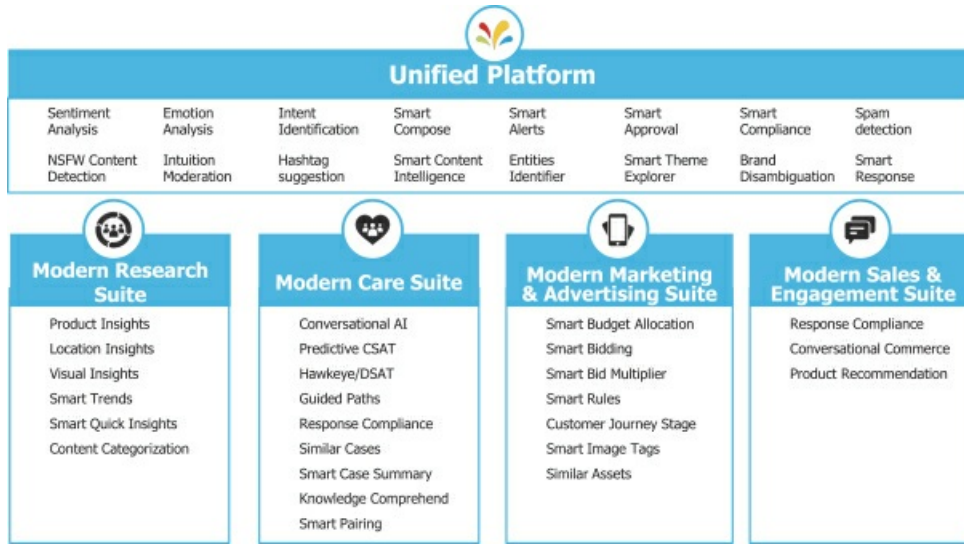 Unified Platform
Sentiment Analysis
Emotion Analysis
Intent Identification
Smart Compose
Smart Alerts
Smart Approval
Smart Compliance
Spam detection
NSFW Content Detection
Intuition Moderation
Hashtag suggestion
Smart Content Intelligence
Entities Identifier
Smart Theme Explorer
Brand Disambiguation
Smart Response
Modern Research
Suite
Product Insights
Location Insights
Visual Insights
Smart Trends
Smart Quick Insights
Content Categorization
Modern Care Suite
Conversational AI
Predictive CSAT
Hawkeye/DSAT
Guided Paths
Response Compliance
Similar Cases
Smart Case Summary
Knowledge Comprehend
Smart Pairing
Modern Marketing
& Advertising Suite
Smart Budget Allocation
Smart Bidding
Smart Bid Multiplier
Smart Rules
Customer Journey Stage
Smart Image Tags
Similar Assets
Modern Sales &
Engagement Suite
Response Compliance
Conversational Commerce
Product Recommendation